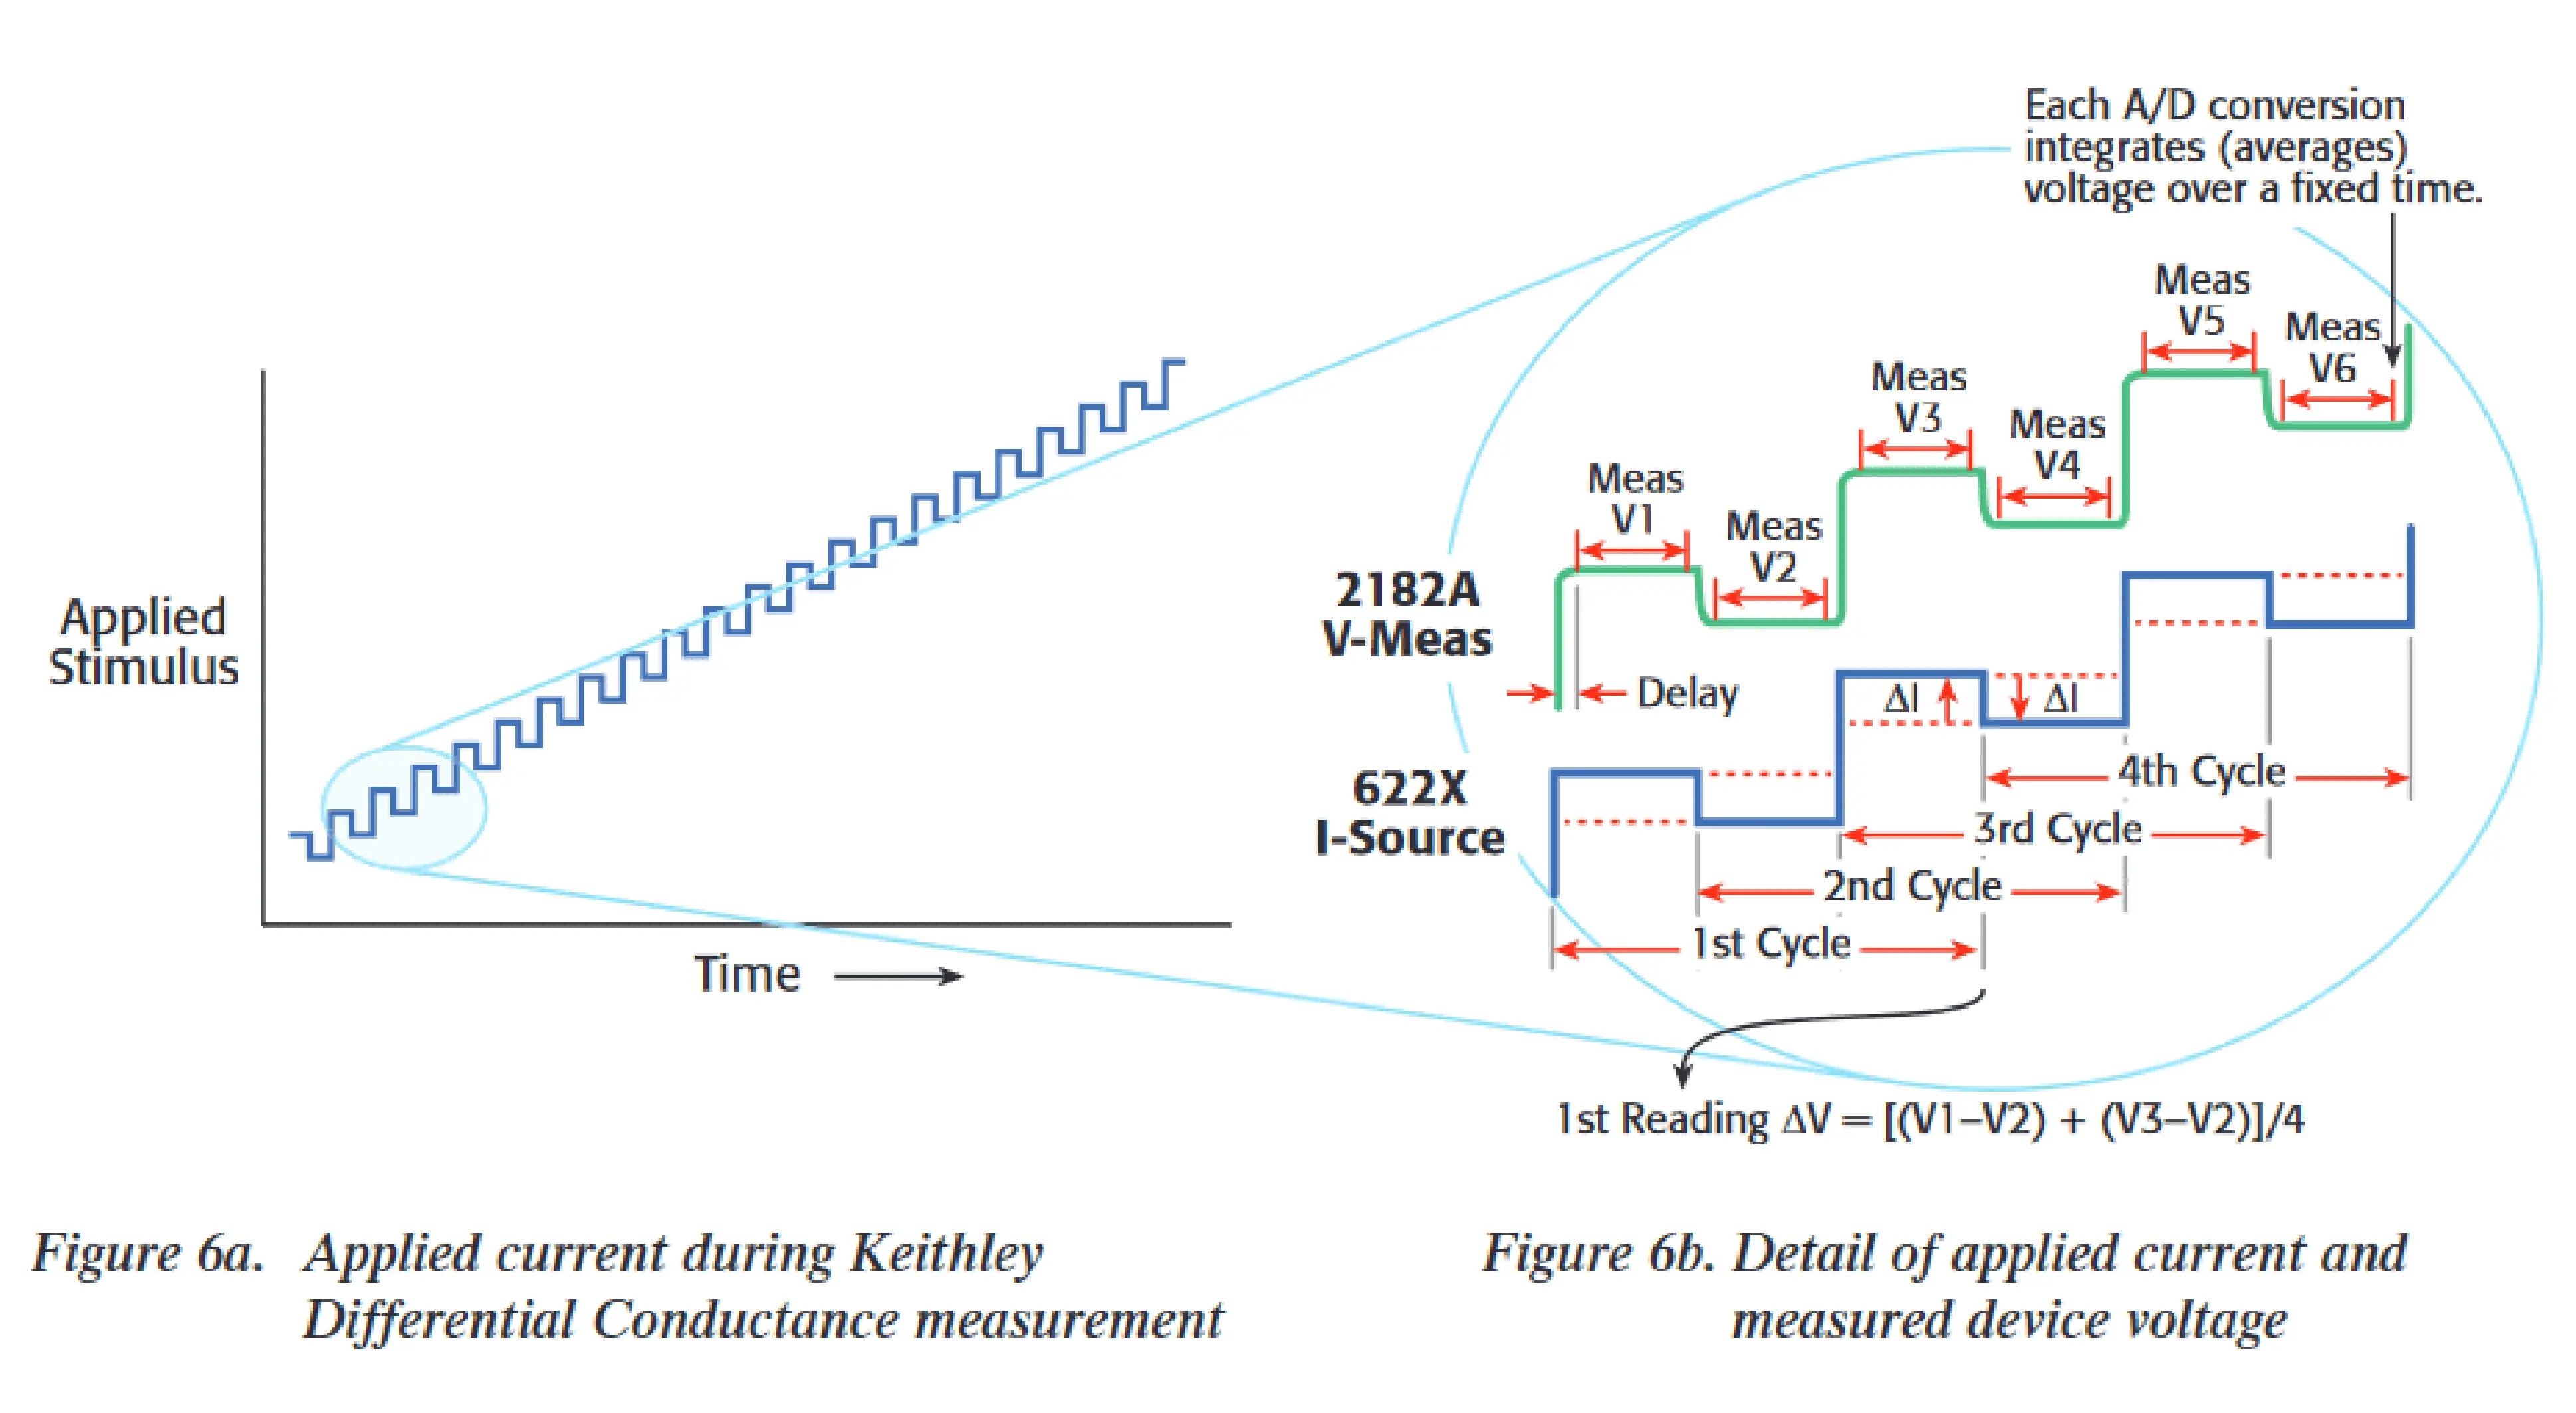 Each A/D conversion
integrates (averages)
voltage over a fixed time.
Meas
V5
Meas
V6
Meas
V3
Meas
V4
Meas
V1
Meas
V2
2182A
V-Meas
Delay
Applied
Stimulus
ΔI
ΔI
622X
I-Source
4th Cycle
3rd Cycle
2nd Cycle
1st Cycle
Time
1st Reading ΔV = [(V1–V2) + (V3–V2)]/4
Figure 6a. Applied current during Keithley
Differential Conductance measurement
Figure 6b. Detail of applied current and
measured device voltage